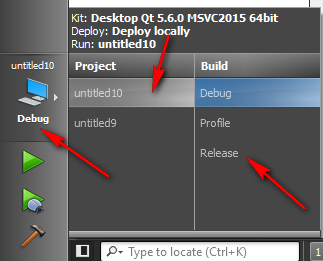 Kit: Desktop Qt 5.6.0 MSVC2015 64bit
Deploy: Deploy locally
Run: untitled10
untitled10
Project Build
untitled10 Debug
Debug
untitled9 Profile
Release
Type to locate (Ctrl+K)
1